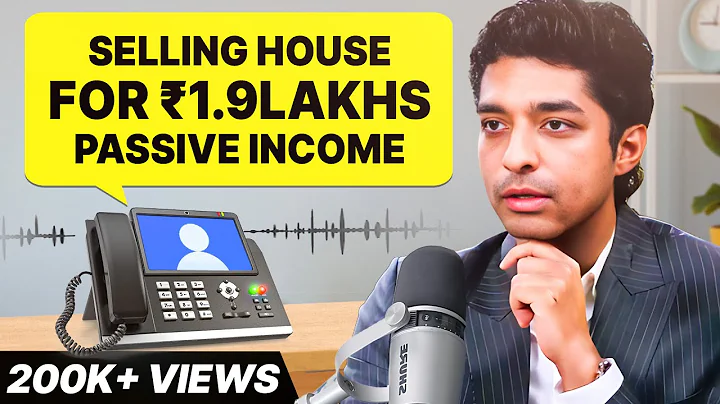 SELLING HOUSE
FOR ₹1.9LAKHS
PASSIVE INCOME
SHURE
200K+ VIEWS